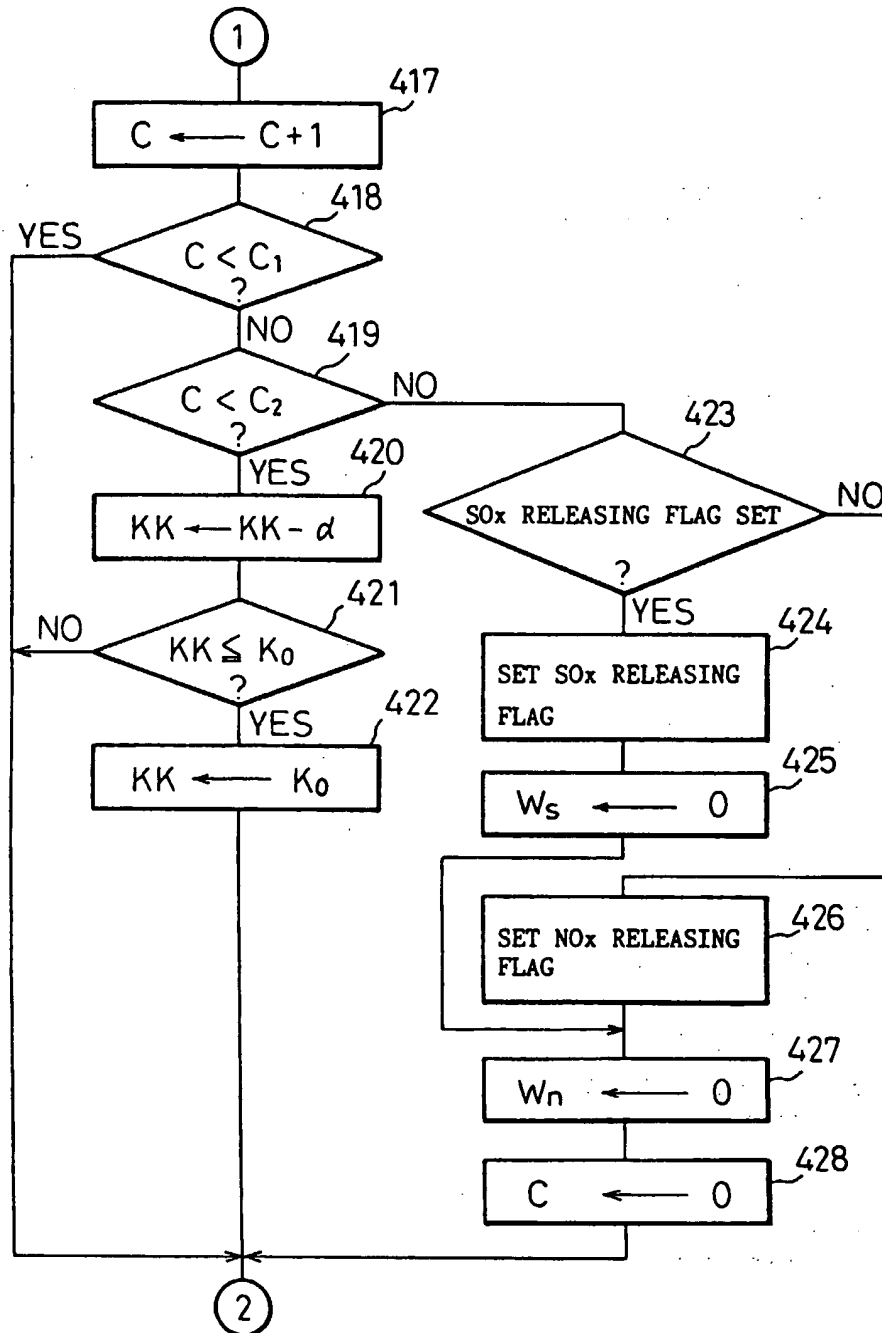 1
417
C ← C+1
418
YES
C < C1
?
NO
419
NO
C < C2
?
YES
420
KK ← KK - α
421
NO
KK ≦ K0
?
YES
422
KK ← K0
423
NO
SOx RELEASING FLAG SET
?
YES
424
SET SOx RELEASING
FLAG
425
Ws ← 0
426
SET NOx RELEASING
FLAG
427
Wn ← 0
428
C ← 0
2